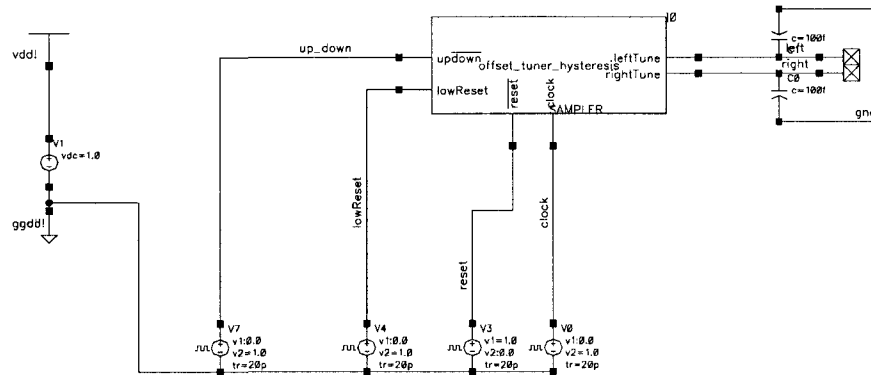 I0
vdd!
up_down
c=100f
left
right
C0
c=100f
gn
updown
offset_tuner_hysteresis
leftTune
rightTune
lowReset
reset
clock
SAMPLER
V1
vdc=1.0
lowReset
clock
reset
V7
v1:0.0
v2=1.0
tr=20p
V4
v1:0.0
v2=1.0
tr=20p
V3
v1=1.0
v2:0.0
tr=20p
V0
v1:0.0
v2=1.0
tr=20p